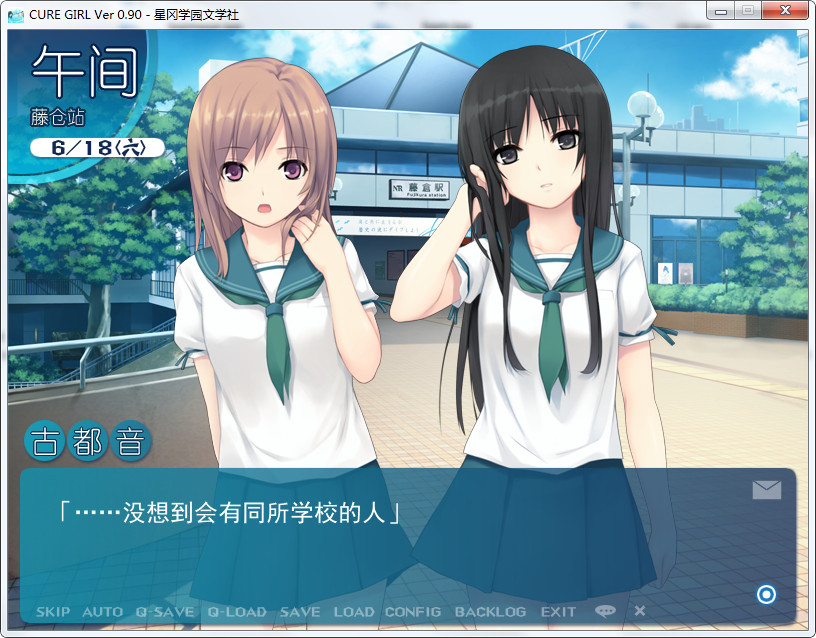 CURE GIRL Ver 0.90 - 星冈学园文学社
午间
藤仓站
6/18(六)
NR 藤倉駅
Fujikura station
古都音
「……没想到会有同所学校的人」
SKIP AUTO Q-SAVE Q-LOAD SAVE LOAD CONFIG BACKLOG EXIT